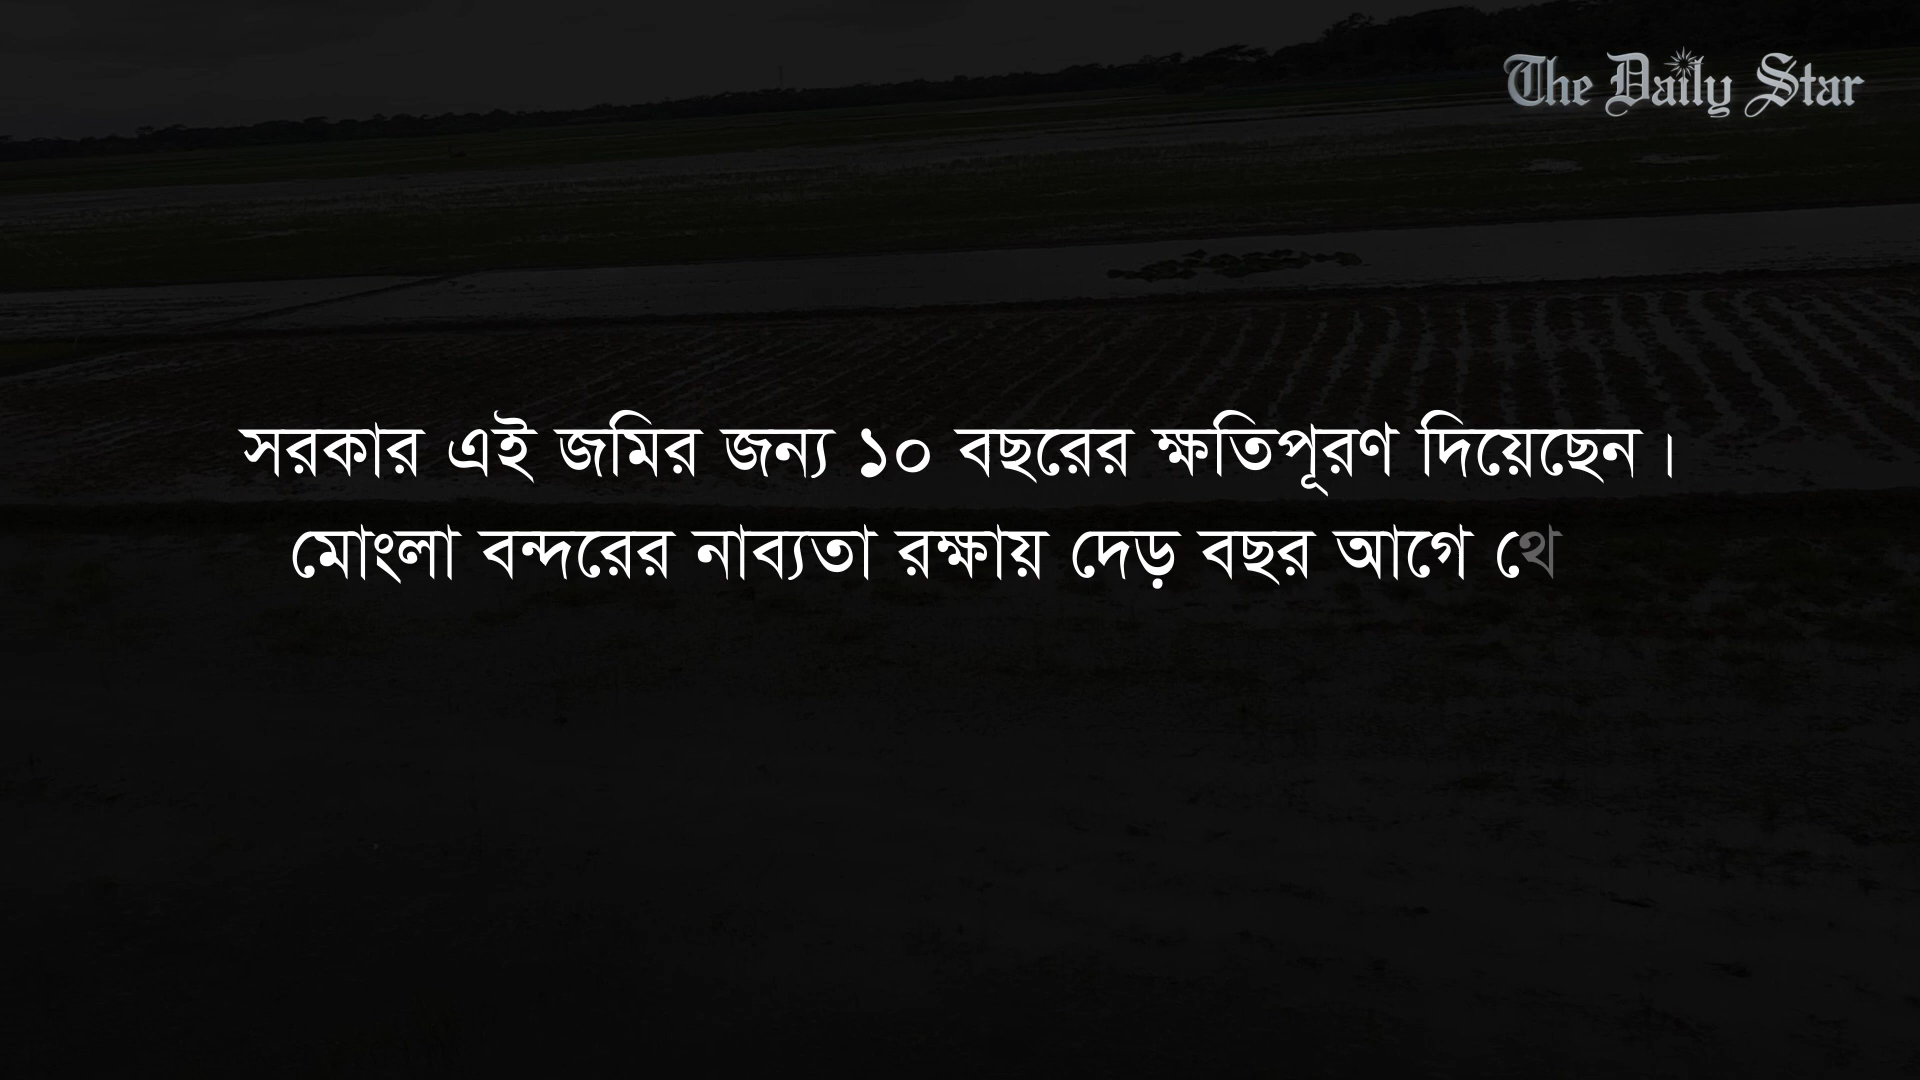 The Daily Star
সরকার এই জমির জন্য ১০ বছরের ক্ষতিপূরণ দিয়েছেন।
মোংলা বন্দরের নাব্যতা রক্ষায় দেড় বছর আগে থে